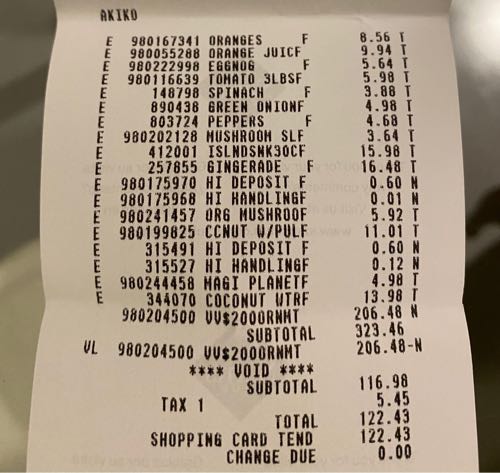 AKIKO
E 980167341 ORANGES F 8.56 T
E 980055288 ORANGE JUICF 9.94 T
E 980222998 EGGNOG F 5.64 T
E 980116639 TOMATO 3LBSF 5.98 T
E 148798 SPINACH F 3.88 T
E 890438 GREEN ONIONF 4.98 T
E 803724 PEPPERS F 4.68 T
E 980202128 MUSHROOM SLF 3.64 T
E 412001 ISLNDSNK30CF 15.98 T
E 257855 GINGERADE F 16.48 T
E 980175970 HI DEPOSIT F 0.60 N
E 980175968 HI HANDLINGF 0.01 N
E 980241457 ORG MUSHROOF 5.92 T
E 980199825 CCNUT W/PULF 11.01 T
E 315491 HI DEPOSIT F 0.60 N
E 315527 HI HANDLINGF 0.12 N
E 980244458 MAGI PLANETF 4.98 T
E 344070 COCONUT WTRF 13.98 T
980204500 VV$2000RNMT 206.48 N
SUBTOTAL 323.46
VL 980204500 VV$2000RNMT 206.48-N
**** VOID ****
SUBTOTAL 116.98
TAX 1 5.45
TOTAL 122.43
SHOPPING CARD TEND 122.43
CHANGE DUE 0.00